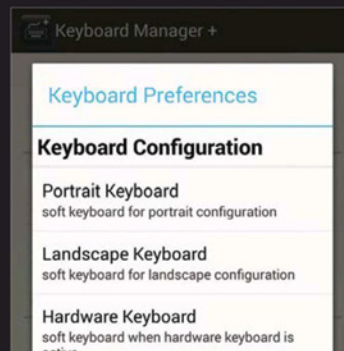 Keyboard Manager +
Keyboard Preferences
Keyboard Configuration
Portrait Keyboard
soft keyboard for portrait configuration
Landscape Keyboard
soft keyboard for landscape configuration
Hardware Keyboard
soft keyboard when hardware keyboard is